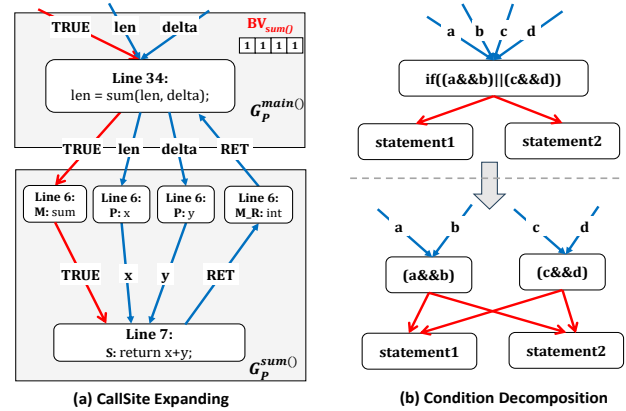 TRUE len delta
BV_sum()
1 1 1 1
Line 34:
len = sum(len, delta);
G_P^main()
TRUE len delta RET
Line 6:
M: sum
Line 6:
P: x
Line 6:
P: y
Line 6:
M_R: int
TRUE x y RET
Line 7:
S: return x+y;
G_P^sum()
(a) CallSite Expanding
a b c d
if((a&&b)||(c&&d))
statement1 statement2
a b c d
(a&&b) (c&&d)
statement1 statement2
(b) Condition Decomposition